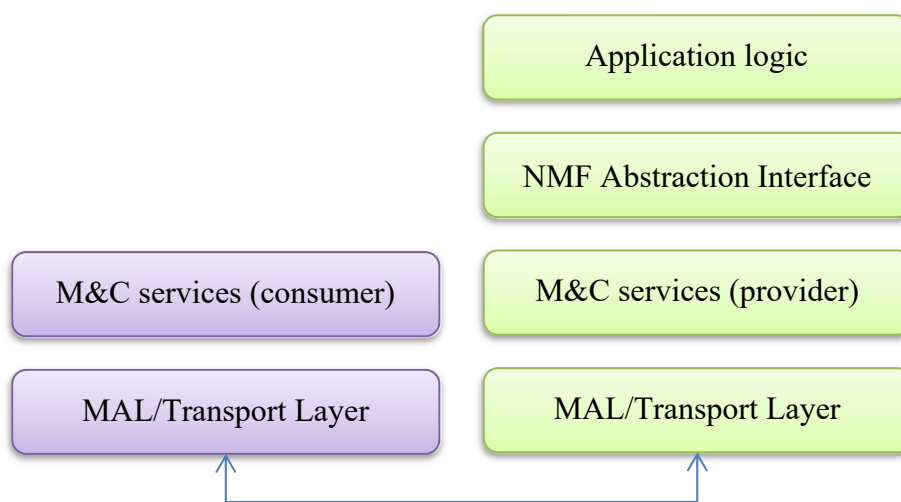 Application logic
NMF Abstraction Interface
M&C services (consumer)
M&C services (provider)
MAL/Transport Layer
MAL/Transport Layer